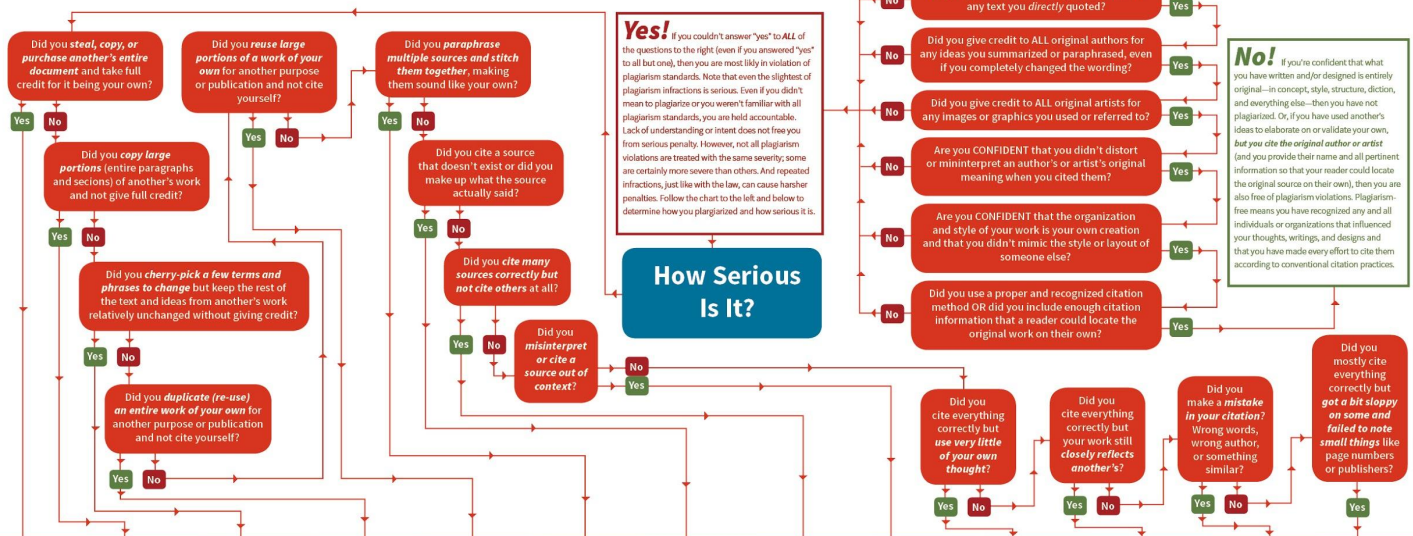 Did you steal, copy, or
purchase another's entire
document and take full
credit for it being your own?
Yes
No
Did you copy large
portions (entire paragraphs
and secions) of another's work
and not give full credit?
Yes
No
Did you cherry-pick a few terms and
phrases to change but keep the rest of
the text and ideas from another's work
relatively unchanged without giving credit?
Yes
No
Did you duplicate (re-use)
an entire work of your own for
another purpose or publication
and not cite yourself?
Yes
No
Did you reuse large
portions of a work of your
own for another purpose
or publication and not cite
yourself?
Yes
No
Did you paraphrase
multiple sources and stitch
them together, making
them sound like your own?
Yes
No
Did you cite a source
that doesn't exist or did you
make up what the source
actually said?
Yes
No
Did you cite many
sources correctly but
not cite others at all?
Yes
No
Did you
misinterpret
or cite a
source out of
context?
No
Yes
Yes! If you couldn't answer "yes" to ALL of
the questions to the right (even if you answered "yes"
to all but one), then you are most likly in violation of
plagiarism standards. Note that even the slightest of
plagiarism infractions is serious. Even if you didn't
mean to plagiarize or you weren't familiar with all
plagiarism standards, you are held accountable.
Lack of understanding or intent does not free you
from serious penalty. However, not all plagiarism
violations are treated with the same severity; some
are certainly more severe than others. And repeated
infractions, just like with the law, can cause harsher
penalties. Follow the chart to the left and below to
determine how you plargiarized and how serious it is.
How Serious
Is It?
any text you directly quoted?
No
Yes
Did you give credit to ALL original authors for
any ideas you summarized or paraphrased, even
if you completely changed the wording?
No
Yes
Did you give credit to ALL original artists for
any images or graphics you used or referred to?
No
Yes
Are you CONFIDENT that you didn't distort
or mininterpret an author's or artist's original
meaning when you cited them?
No
Yes
Are you CONFIDENT that the organization
and style of your work is your own creation
and that you didn't mimic the style or layout of
someone else?
No
Yes
Did you use a proper and recognized citation
method OR did you include enough citation
information that a reader could locate the
original work on their own?
No
Yes
No! If you're confident that what
you have written and/or designed is entirely
original—in concept, style, structure, diction,
and everything else—then you have not
plagiarized. Or, if you have used another's
ideas to elaborate on or validate your own,
but you cite the original author or artist
(and you provide their name and all pertinent
information so that your reader could locate
the original source on their own), then you are
also free of plagiarism violations. Plagiarism-
free means you have recognized any and all
individuals or organizations that influenced
your thoughts, writings, and designs and
that you have made every effort to cite them
according to conventional citation practices.
Did you
cite everything
correctly but
use very little
of your own
thought?
Yes
No
Did you
cite everything
correctly but
your work still
closely reflects
another's?
Yes
No
Did you
make a mistake
in your citation?
Wrong words,
wrong author,
or something
similar?
Yes
No
Did you
mostly cite
everything
correctly but
got a bit sloppy
on some and
failed to note
small things like
page numbers
or publishers?
Yes